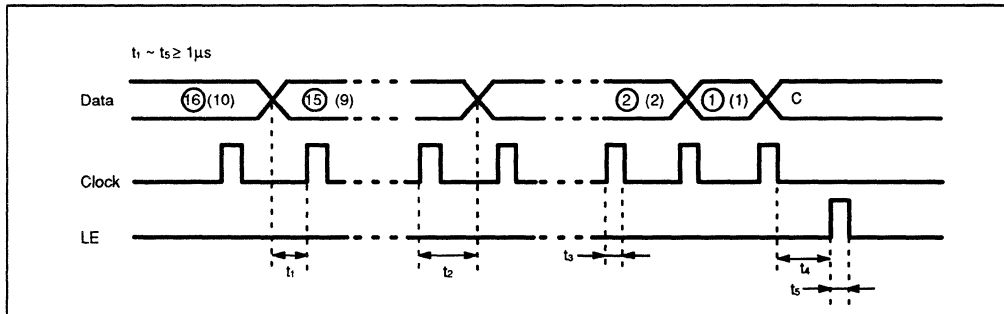 t₁ ~ t₅ ≥ 1µs
Data ⑯ (10) ⑮ (9) ② (2) ① (1) C
Clock
LE
t₁ t₂ t₃ t₄
t₅